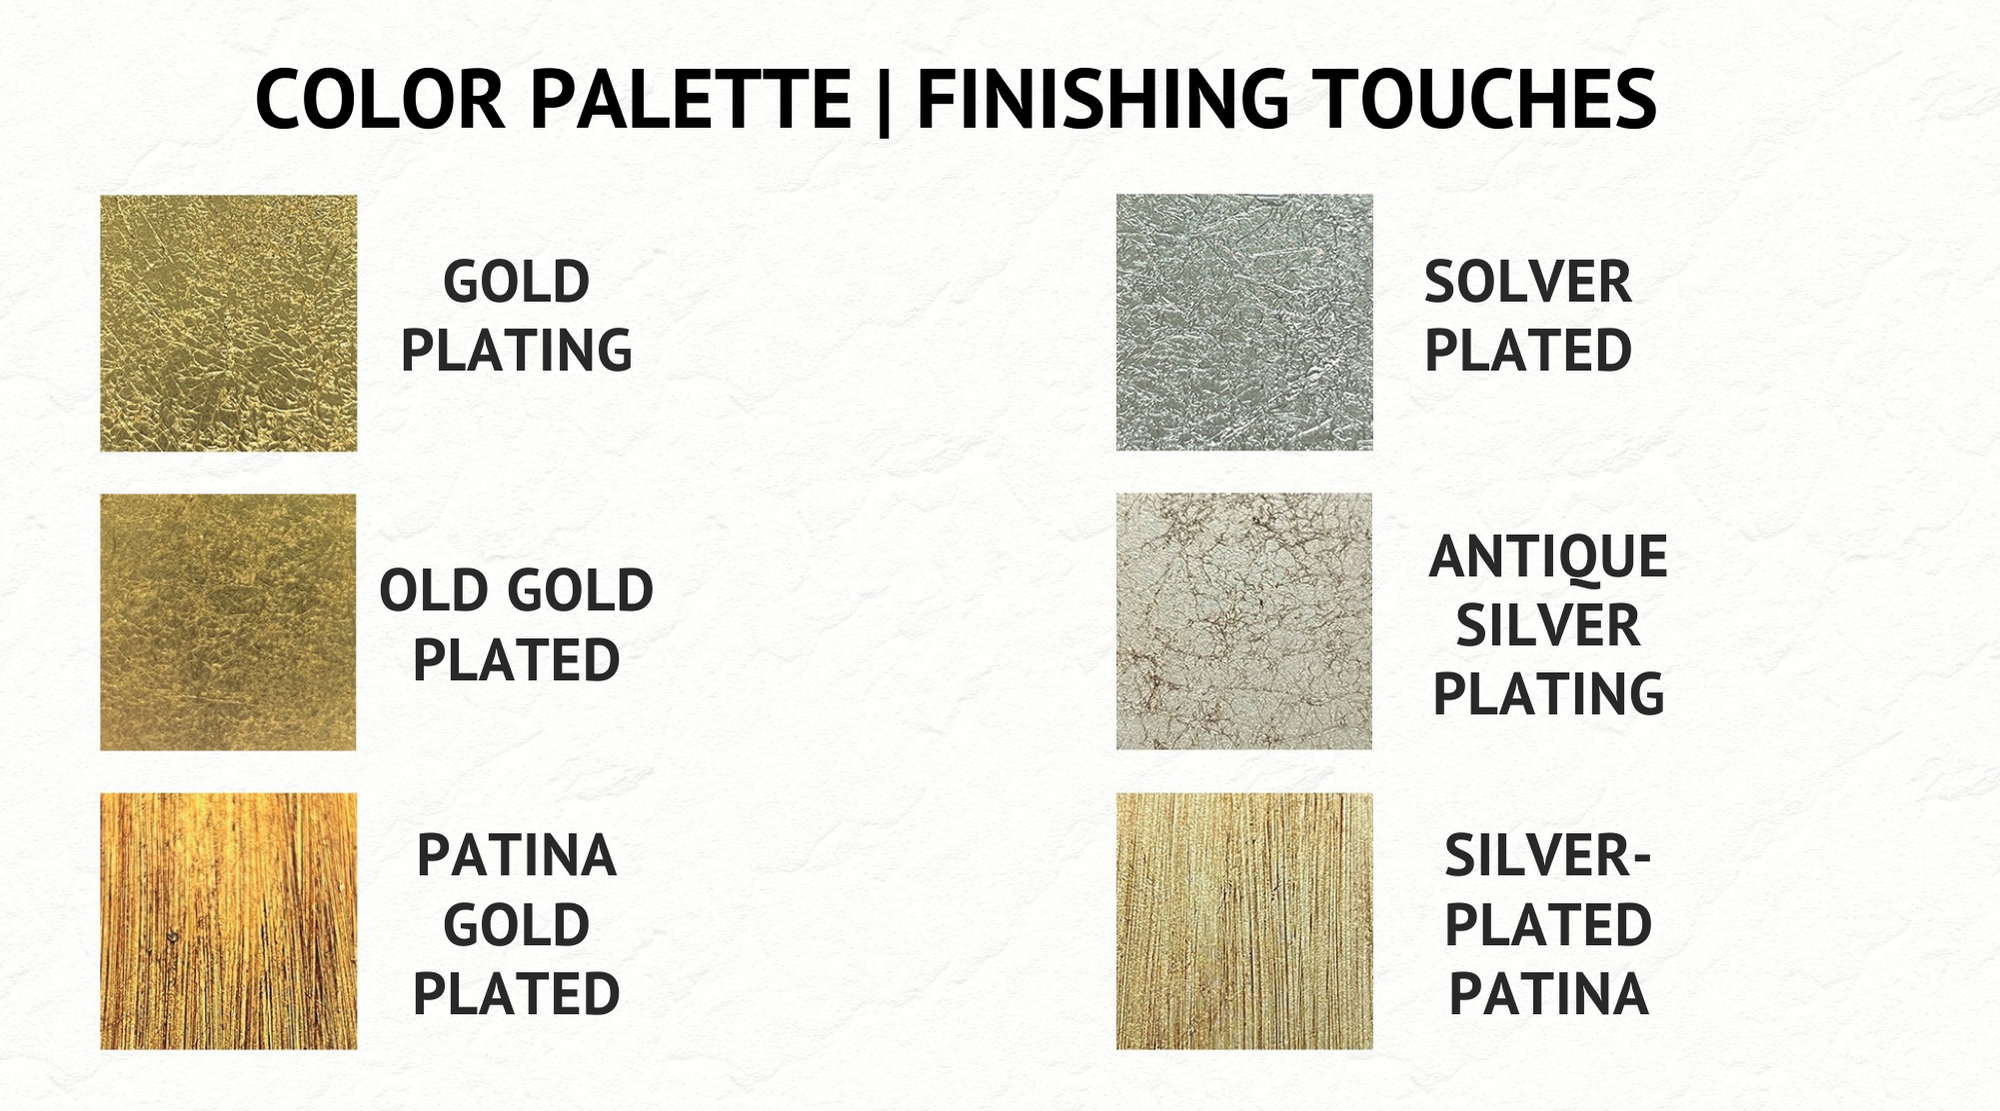 COLOR PALETTE | FINISHING TOUCHES
GOLD
PLATING
SOLVER
PLATED
OLD GOLD
PLATED
ANTIQUE
SILVER
PLATING
PATINA
GOLD
PLATED
SILVER-
PLATED
PATINA